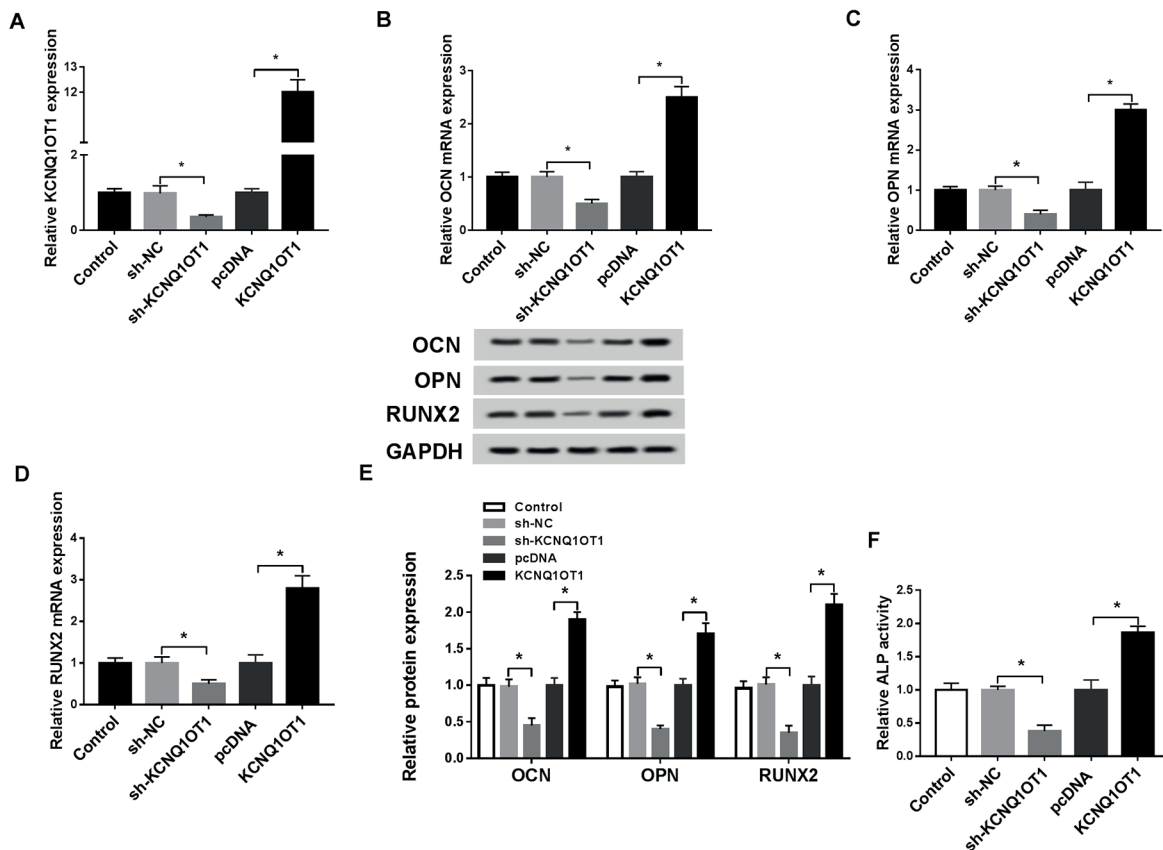 A
Relative KCNQ1OT1 expression
13
12
2
1
0
*
*
Control
sh-NC
sh-KCNQ1OT1
pcDNA
KCNQ1OT1
B
Relative OCN mRNA expression
3
2
1
0
*
*
Control
sh-NC
sh-KCNQ1OT1
pcDNA
KCNQ1OT1
C
Relative OPN mRNA expression
4
3
2
1
0
*
*
Control
sh-NC
sh-KCNQ1OT1
pcDNA
KCNQ1OT1
OCN
OPN
RUNX2
GAPDH
D
Relative RUNX2 mRNA expression
4
3
2
1
0
*
*
Control
sh-NC
sh-KCNQ1OT1
pcDNA
KCNQ1OT1
E
Control
sh-NC
sh-KCNQ1OT1
pcDNA
KCNQ1OT1
Relative protein expression
2.5
2.0
1.5
1.0
0.5
0.0
*
*
*
*
*
*
OCN
OPN
RUNX2
F
Relative ALP activity
2.5
2.0
1.5
1.0
0.5
0.0
*
*
Control
sh-NC
sh-KCNQ1OT1
pcDNA
KCNQ1OT1